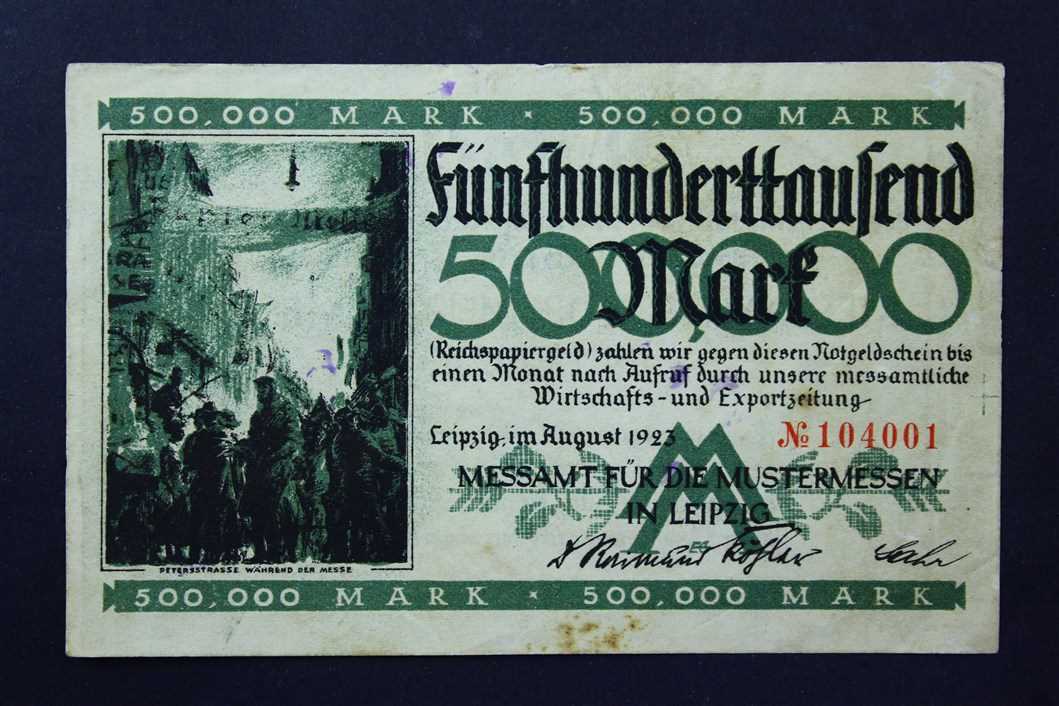 500,000 MARK · 500,000 MARK
Fünfhunderttausend
500,000
Mark
(Reichspapiergeld) zahlen wir gegen diesen Notgeldschein bis
einen Monat nach Aufruf durch unsere messamtliche
Wirtschafts- und Exportzeitung
Leipzig, im August 1923
№ 104001
MESSAMT FÜR DIE MUSTERMESSEN
IN LEIPZIG
PETERSSTRASSE WÄHREND DER MESSE
500,000 MARK · 500,000 MARK